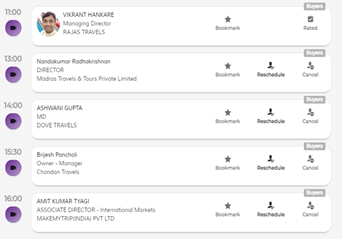 Buyers
11:00
VIKRANT HANKARE
Managing Director
RAJAS TRAVELS
Bookmark
Rated
Buyers
13:00
Nandakumar Radhakrishnan
DIRECTOR
Madras Travels & Tours Private Limited
Bookmark
Reschedule
Cancel
Buyers
14:00
ASHWANI GUPTA
MD
DOVE TRAVELS
Bookmark
Reschedule
Cancel
Buyers
15:30
Brijesh Pancholi
Owner - Manager
Chandan Travels
Bookmark
Reschedule
Cancel
Buyers
16:00
AMIT KUMAR TYAGI
ASSOCIATE DIRECTOR - International Markets
MAKEMYTRIP(INDIA) PVT LTD
Bookmark
Reschedule
Cancel